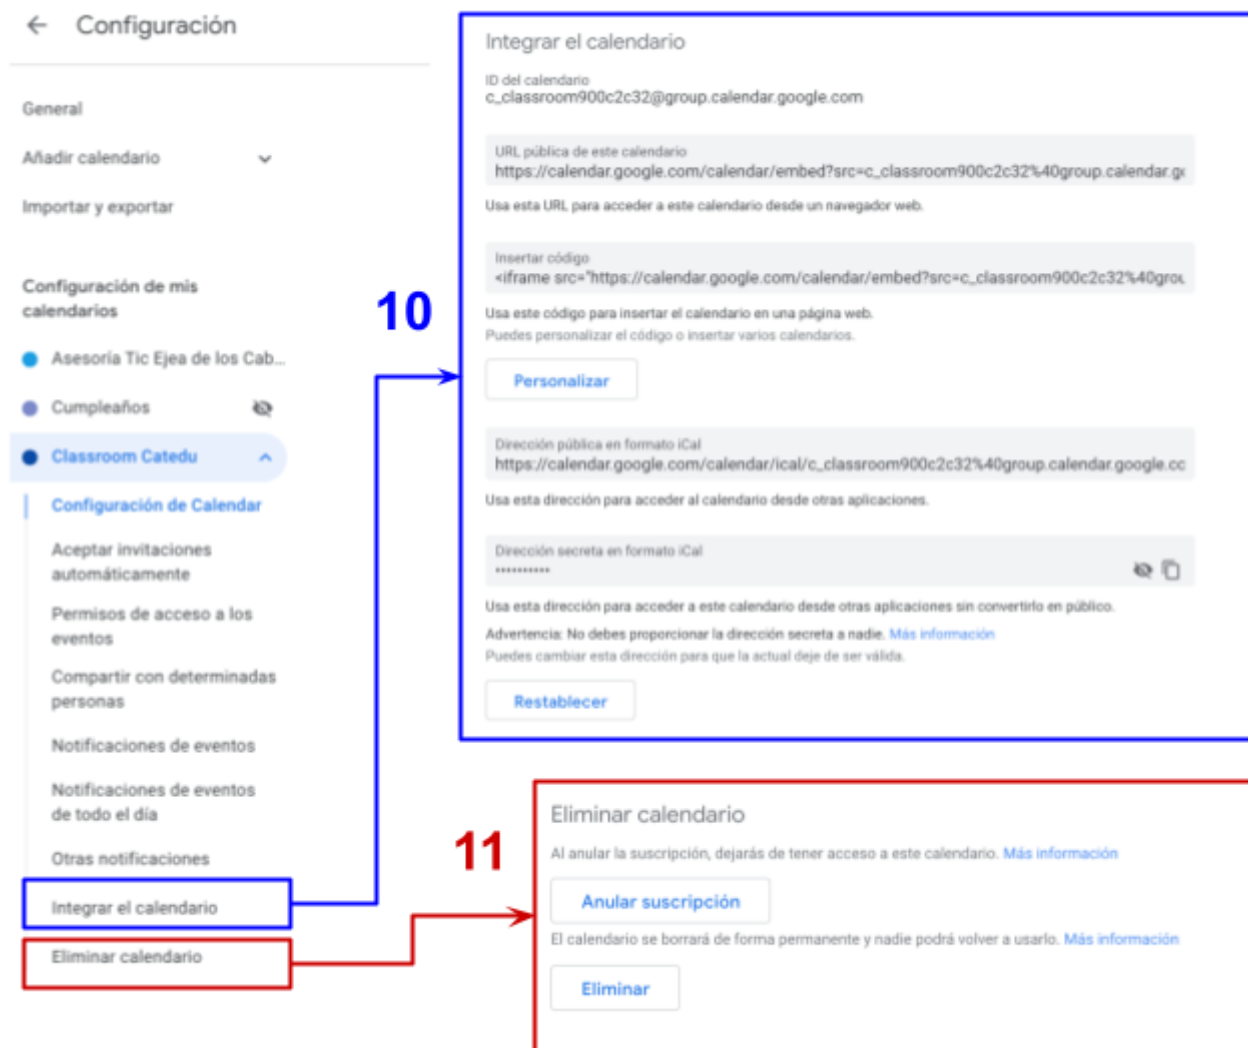 Configuración
General
Añadir calendario
Importar y exportar
Configuración de mis
calendarios
Asesoría Tic Ejea de los Cab...
Cumpleaños
Classroom Catedu
Configuración de Calendar
Aceptar invitaciones
automáticamente
Permisos de acceso a los
eventos
Compartir con determinadas
personas
Notificaciones de eventos
Notificaciones de eventos
de todo el día
Otras notificaciones
Integrar el calendario
Eliminar calendario
10
Integrar el calendario
ID del calendario
c_classroom900c2c32@group.calendar.google.com
URL pública de este calendario
https://calendar.google.com/calendar/embed?src=c_classroom900c2c32%40group.calendar.go
Usa esta URL para acceder a este calendario desde un navegador web.
Insertar código
<iframe src="https://calendar.google.com/calendar/embed?src=c_classroom900c2c32%40grou
Usa este código para insertar el calendario en una página web.
Puedes personalizar el código o insertar varios calendarios.
Personalizar
Dirección pública en formato iCal
https://calendar.google.com/calendar/ical/c_classroom900c2c32%40group.calendar.google.cc
Usa esta dirección para acceder al calendario desde otras aplicaciones.
Dirección secreta en formato iCal
••••••••••
Usa esta dirección para acceder a este calendario desde otras aplicaciones sin convertirlo en público.
Advertencia: No debes proporcionar la dirección secreta a nadie. Más información
Puedes cambiar esta dirección para que la actual deje de ser válida.
Restablecer
11
Eliminar calendario
Al anular la suscripción, dejarás de tener acceso a este calendario. Más información
Anular suscripción
El calendario se borrará de forma permanente y nadie podrá volver a usarlo. Más información
Eliminar